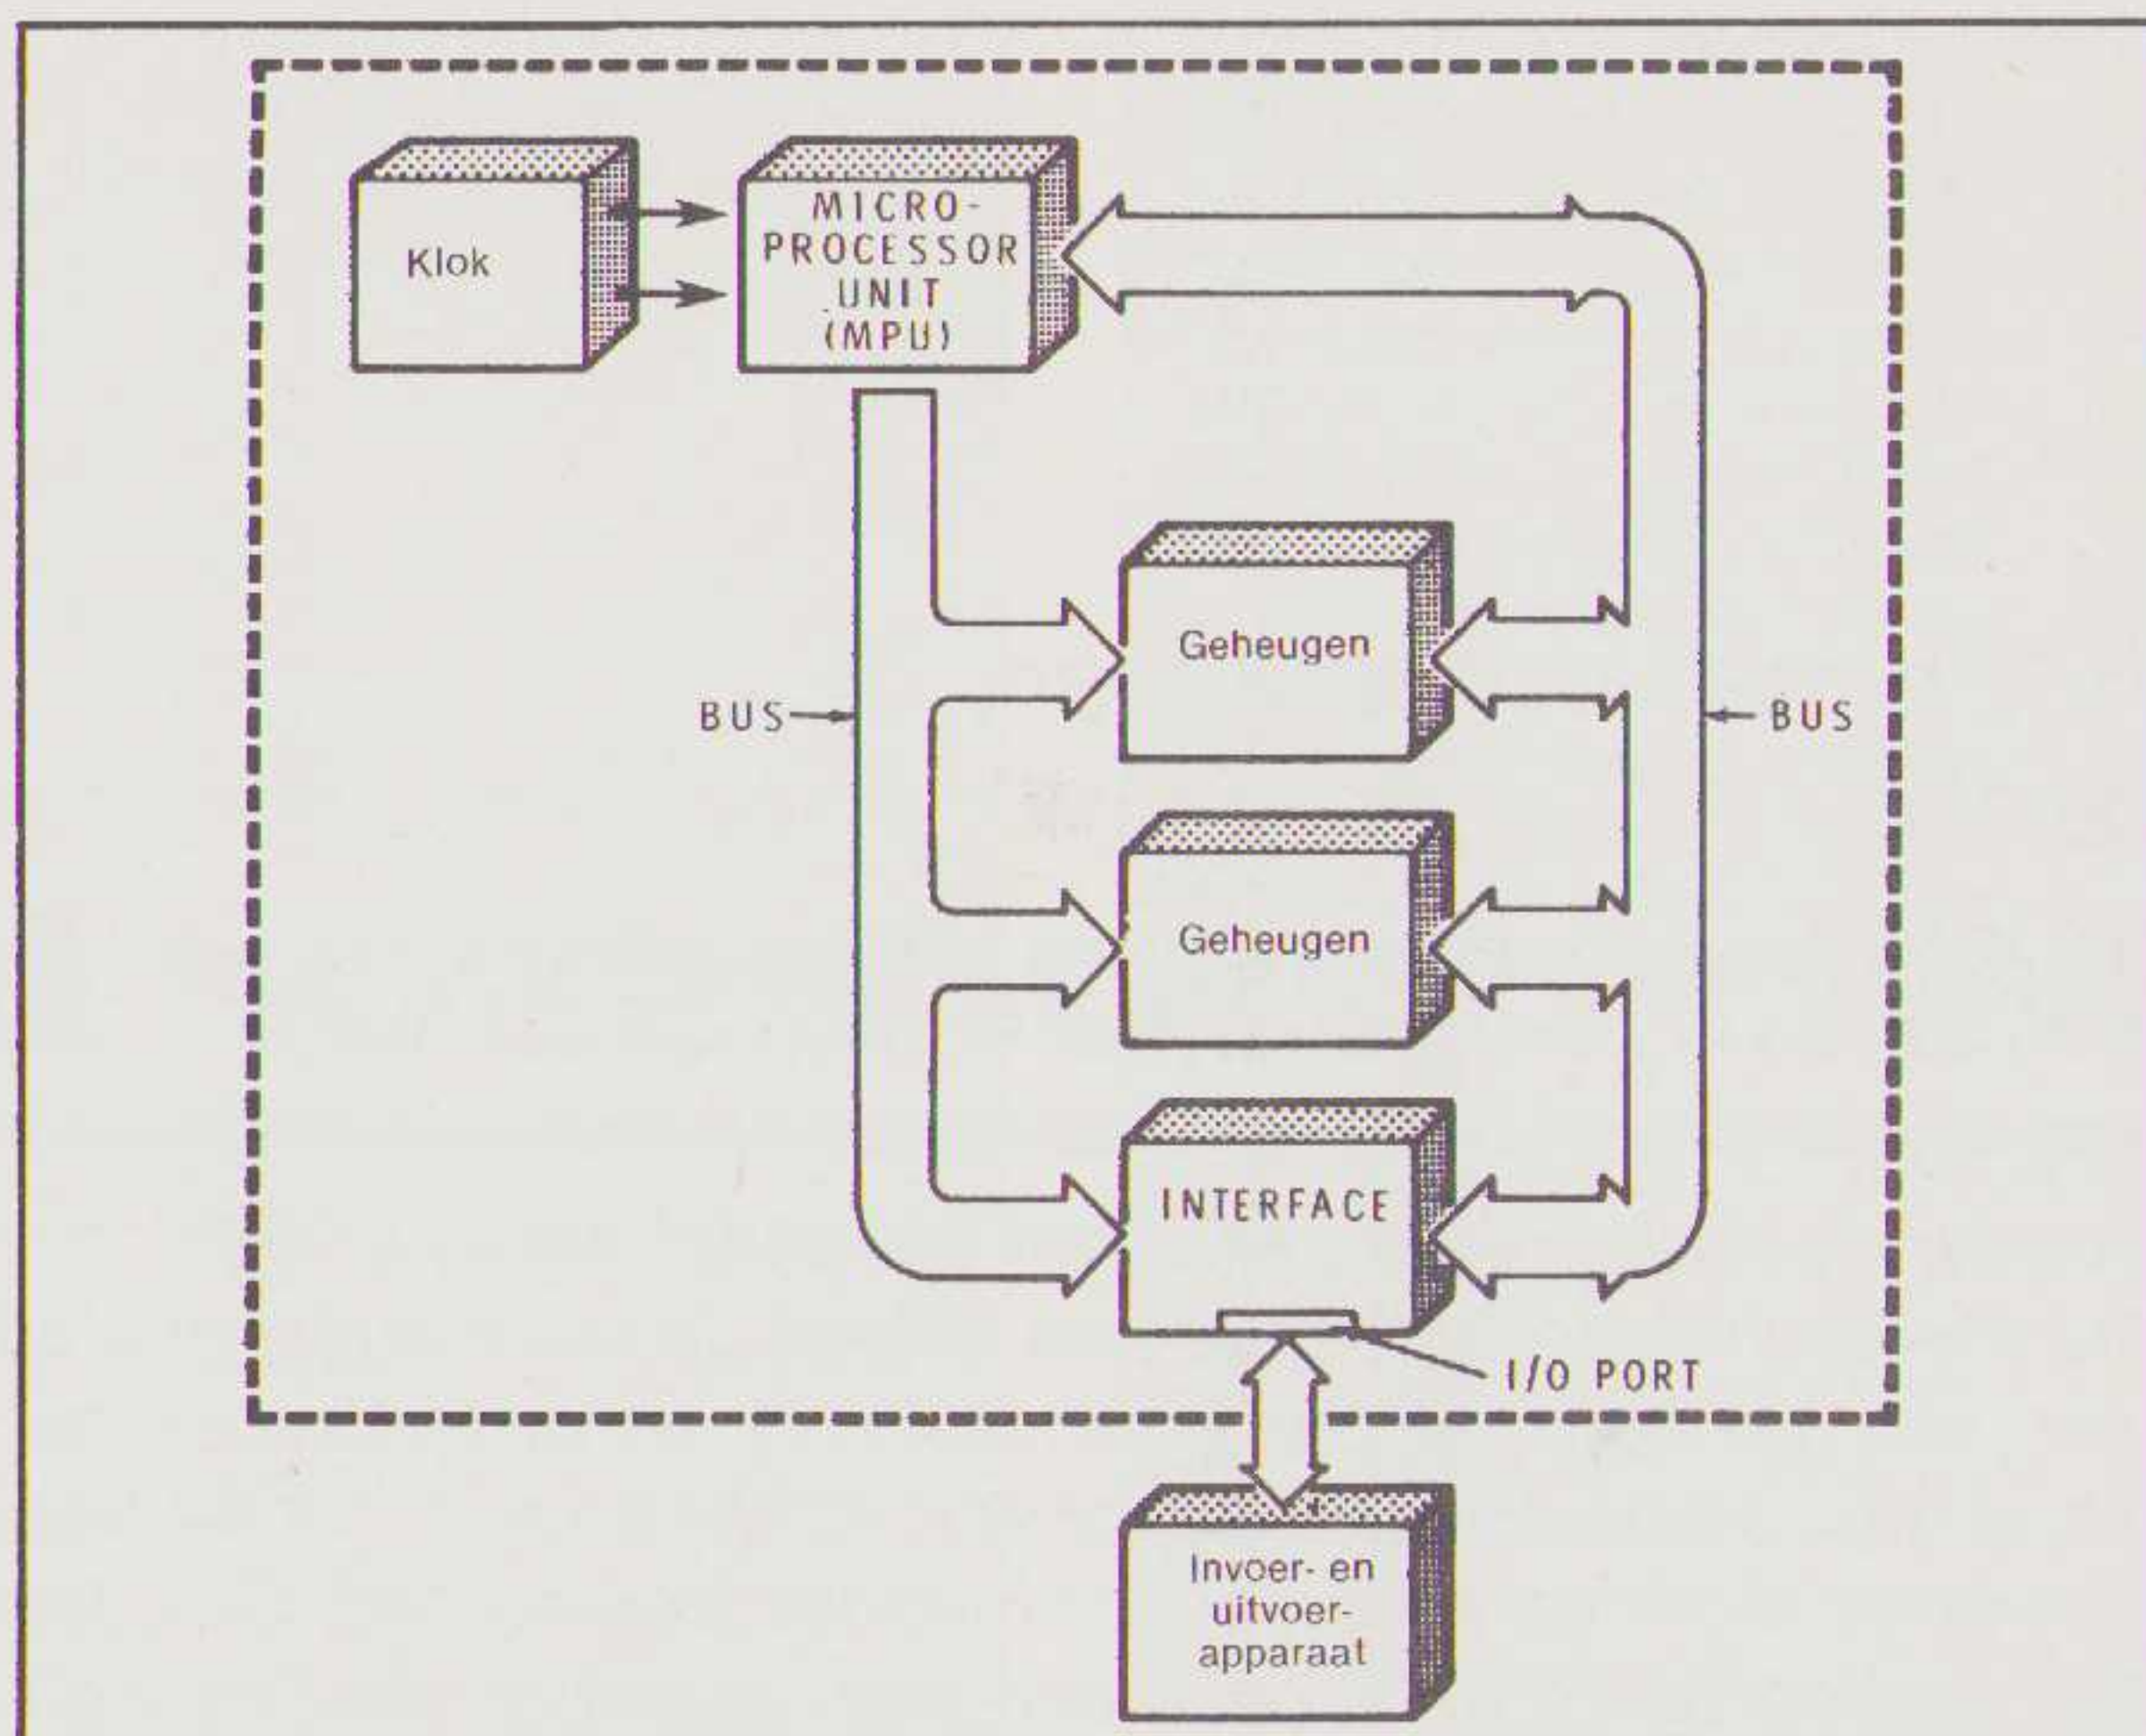 Klok
MICRO-
PROCESSOR
UNIT
(MPU)
Geheugen
BUS
BUS
Geheugen
INTERFACE
I/O PORT
Invoer- en
uitvoer-
apparaat